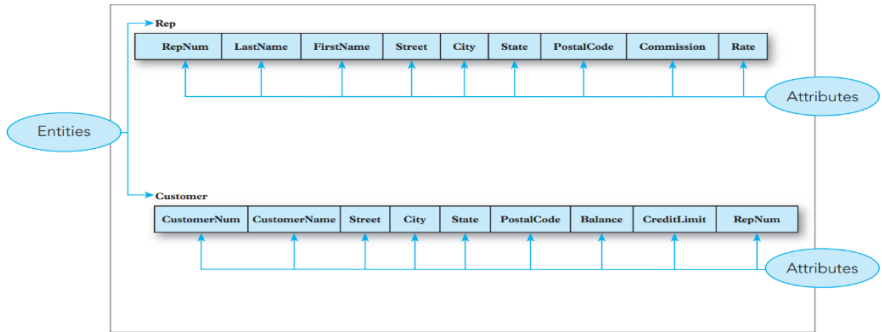 Rep
RepNum LastName FirstName Street City State PostalCode Commission Rate
Attributes
Entities
Customer
CustomerNum CustomerName Street City State PostalCode Balance CreditLimit RepNum
Attributes